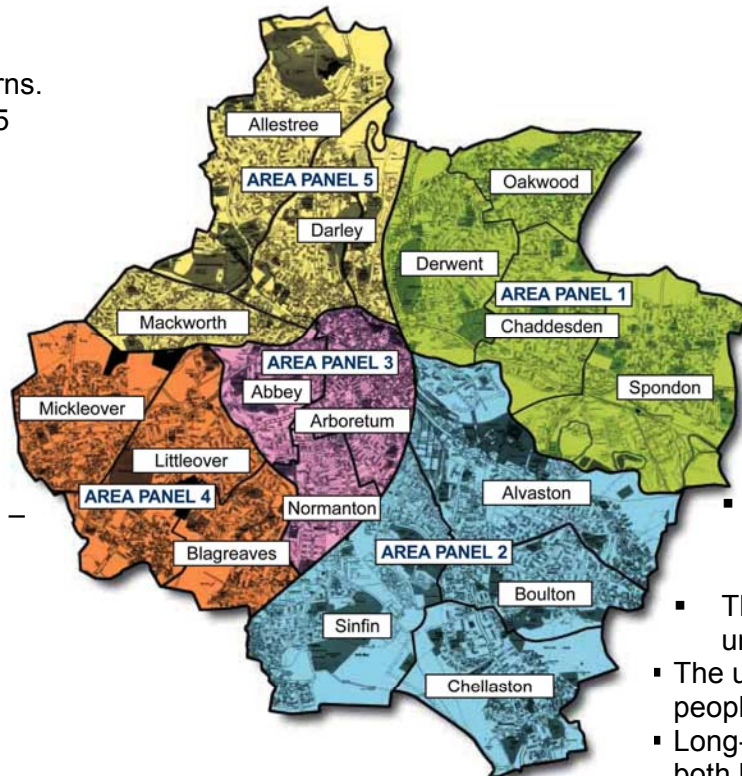 rns.
5
Allestree
AREA PANEL 5
Oakwood
Darley
Derwent
AREA PANEL 1
Mackworth
Chaddesden
AREA PANEL 3
Abbey
Spondon
Mickleover
Arboretum
Littleover
AREA PANEL 4
Alvaston
–
Normanton
▪
AREA PANEL 2
Blagreaves
Boulton
▪ Th
Sinfin
un
▪ The u
Chellaston
peopl
▪ Long-
both l